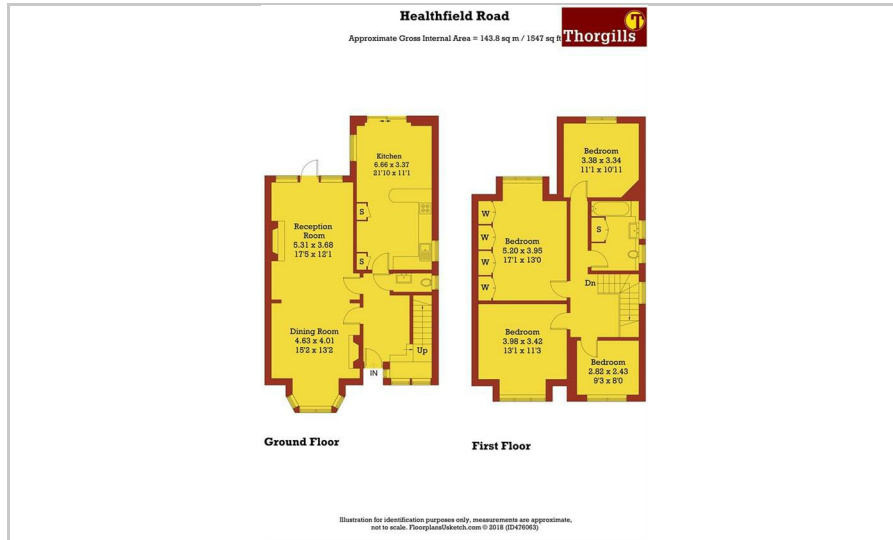 Healthfield Road
Approximate Gross Internal Area = 143.8 sq m / 1547 sq ft
T
Thorgills
Kitchen
6.66 x 3.37
21'10 x 11'1
S
Reception
Room
5.31 x 3.68
17'5 x 12'1
S
Dining Room
4.63 x 4.01
15'2 x 13'2
Up
IN
Ground Floor
Bedroom
3.38 x 3.34
11'1 x 10'11
W
W
W
W
Bedroom
5.20 x 3.95
17'1 x 13'0
S
Dn
Bedroom
3.98 x 3.42
13'1 x 11'3
Bedroom
2.82 x 2.43
9'3 x 8'0
First Floor
Illustration for identification purposes only, measurements are approximate,
not to scale. FloorplansUsketch.com © 2018 (ID476063)